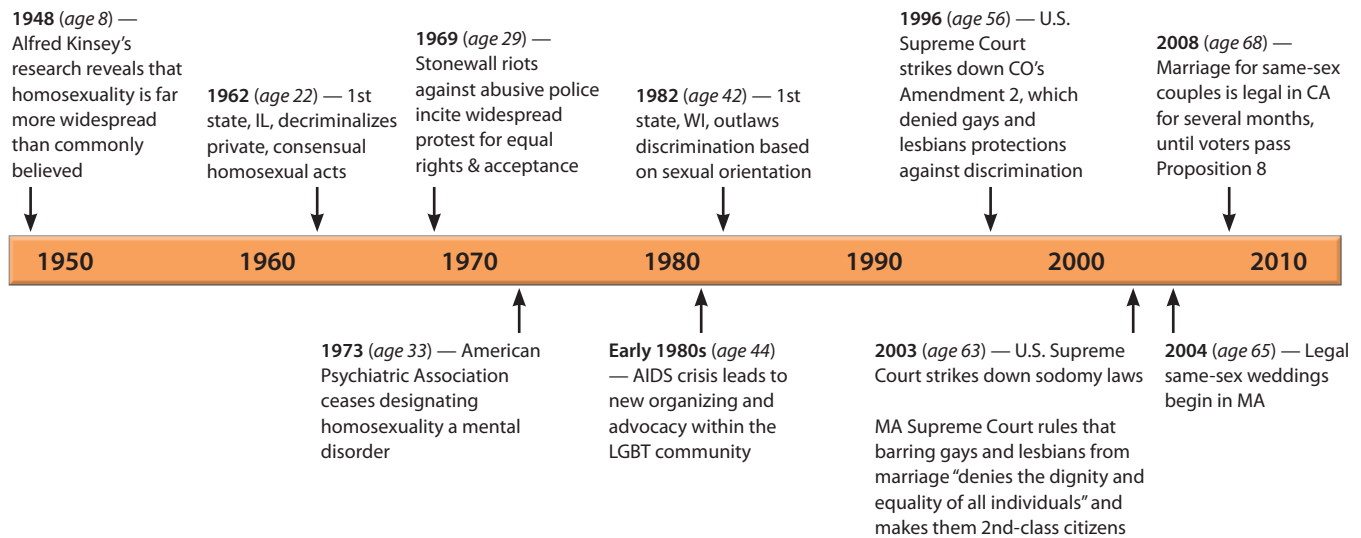 1948 (age 8) —
Alfred Kinsey’s
research reveals that
homosexuality is far
more widespread
than commonly
believed
1962 (age 22) — 1st
state, IL, decriminalizes
private, consensual
homosexual acts
1969 (age 29) —
Stonewall riots
against abusive police
incite widespread
protest for equal
rights & acceptance
1982 (age 42) — 1st
state, WI, outlaws
discrimination based
on sexual orientation
1996 (age 56) — U.S.
Supreme Court
strikes down CO’s
Amendment 2, which
denied gays and
lesbians protections
against discrimination
2008 (age 68) —
Marriage for same-sex
couples is legal in CA
for several months,
until voters pass
Proposition 8
1950 1960 1970 1980 1990 2000 2010
1973 (age 33) — American
Psychiatric Association
ceases designating
homosexuality a mental
disorder
Early 1980s (age 44)
— AIDS crisis leads to
new organizing and
advocacy within the
LGBT community
2003 (age 63) — U.S. Supreme
Court strikes down sodomy laws
MA Supreme Court rules that
barring gays and lesbians from
marriage “denies the dignity and
equality of all individuals” and
makes them 2nd-class citizens
2004 (age 65) — Legal
same-sex weddings
begin in MA